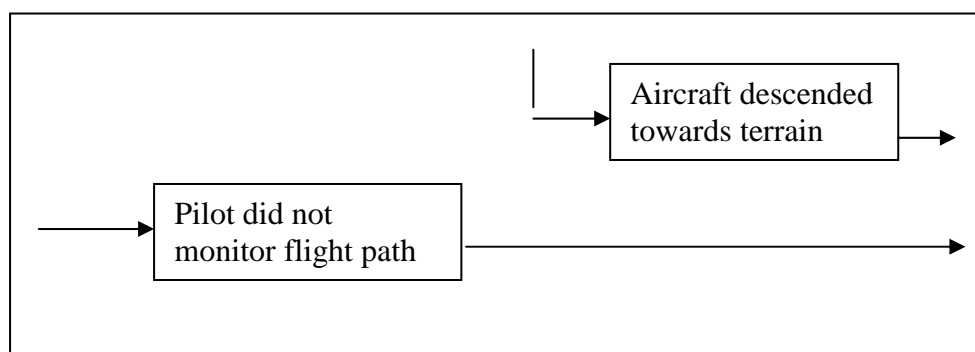 Aircraft descended
towards terrain
Pilot did not
monitor flight path